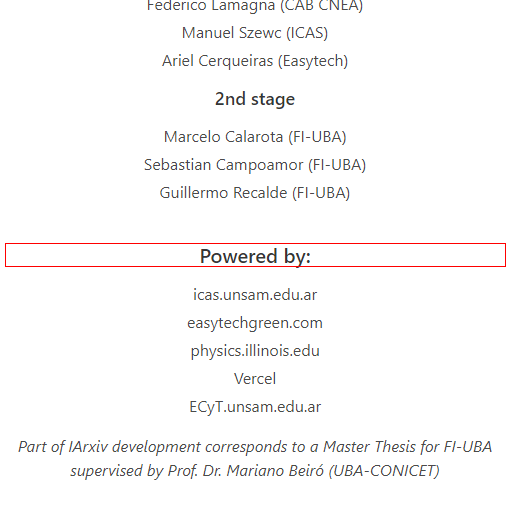 Federico Lamagna (CAB CNEA)
Manuel Szewc (ICAS)
Ariel Cerqueiras (Easytech)
2nd stage
Marcelo Calarota (FI-UBA)
Sebastian Campoamor (FI-UBA)
Guillermo Recalde (FI-UBA)
Powered by:
icas.unsam.edu.ar
easytechgreen.com
physics.illinois.edu
Vercel
ECyT.unsam.edu.ar
Part of IArxiv development corresponds to a Master Thesis for FI-UBA
supervised by Prof. Dr. Mariano Beiró (UBA-CONICET)